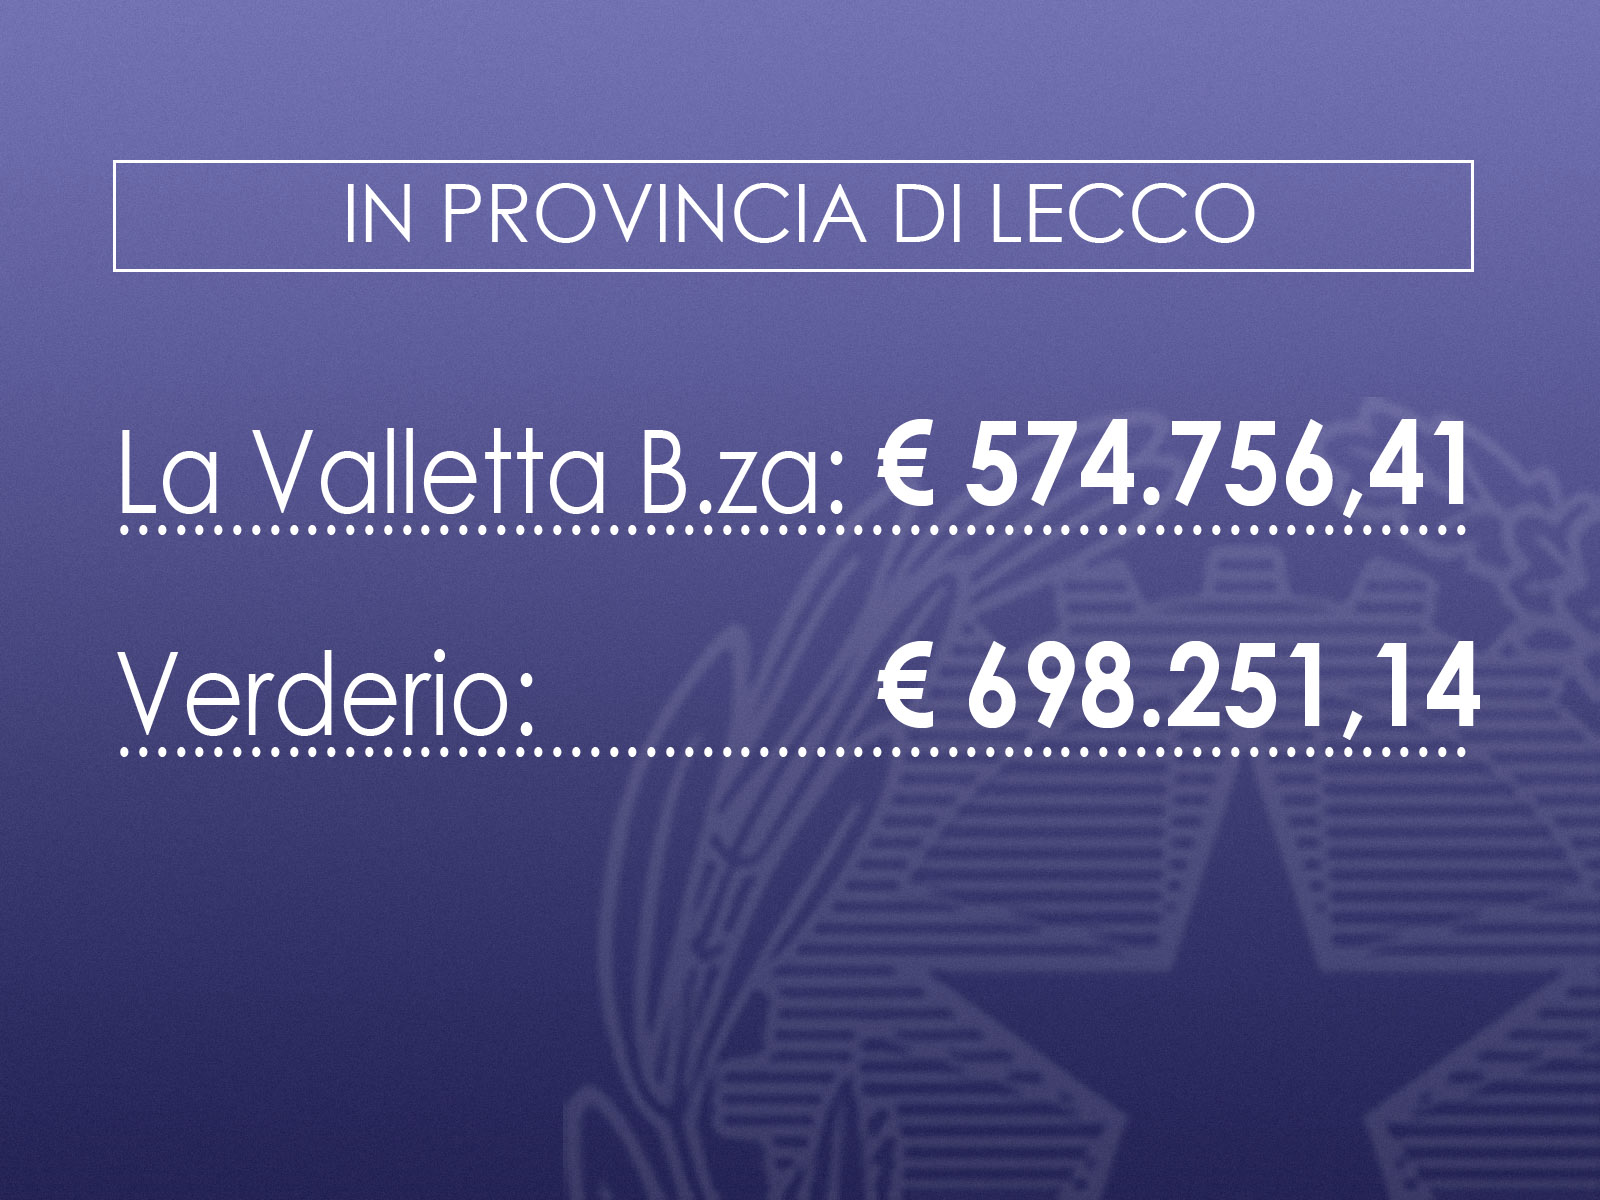 IN PROVINCIA DI LECCO
La Valletta B.za: € 574.756,41
Verderio: € 698.251,14